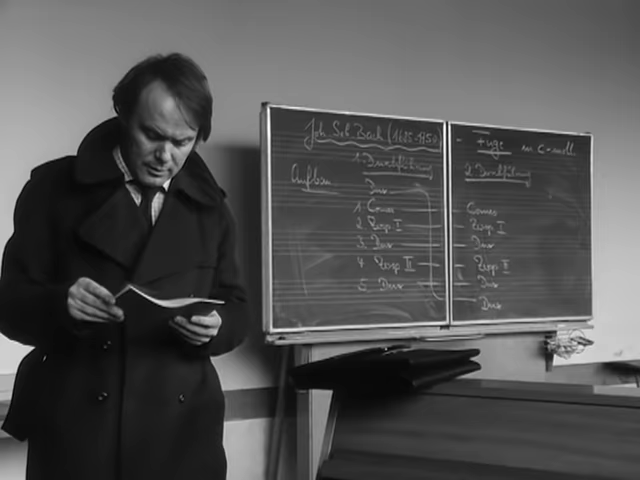 Joh. Seb. Bach (1685-1750)
1. Durchführung
Aufbau
Dux
1 Comes
2. Zwsp I
3. Dux
4. Zwsp II
5. Dux
Fuge in c-moll
2. Durchführung
Comes
Zwsp I
Dux
Zwsp II
Dux
Dux